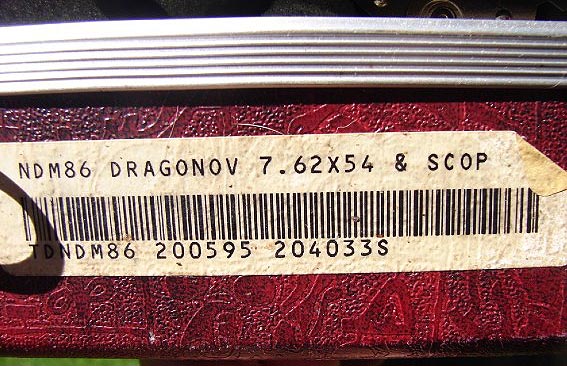 NDM86 DRAGONOV 7.62X54 & SCOP
TDNDM86 200595 204033S